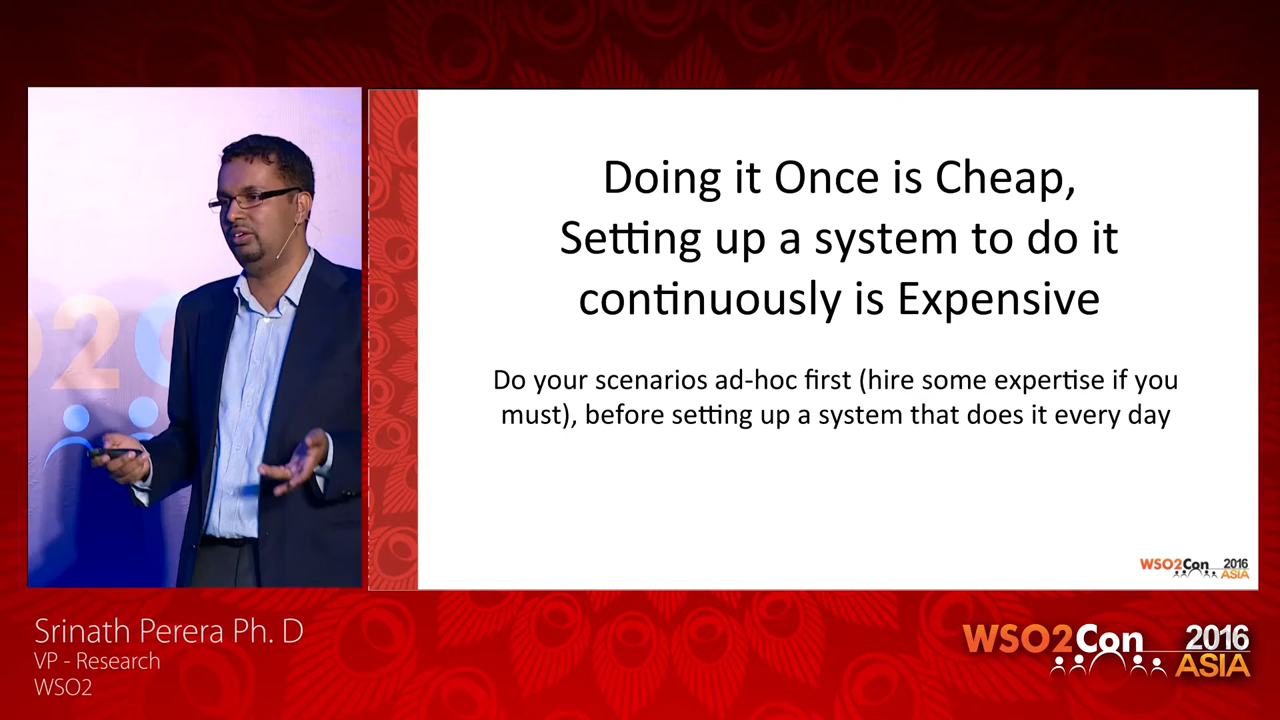 O2C
Doing it Once is Cheap,
Setting up a system to do it
continuously is Expensive
Do your scenarios ad-hoc first (hire some expertise if you
must), before setting up a system that does it every day
WSO2Con 2016
ASIA
Srinath Perera Ph. D
VP - Research
WSO2
WSO2Con 2016
ASIA